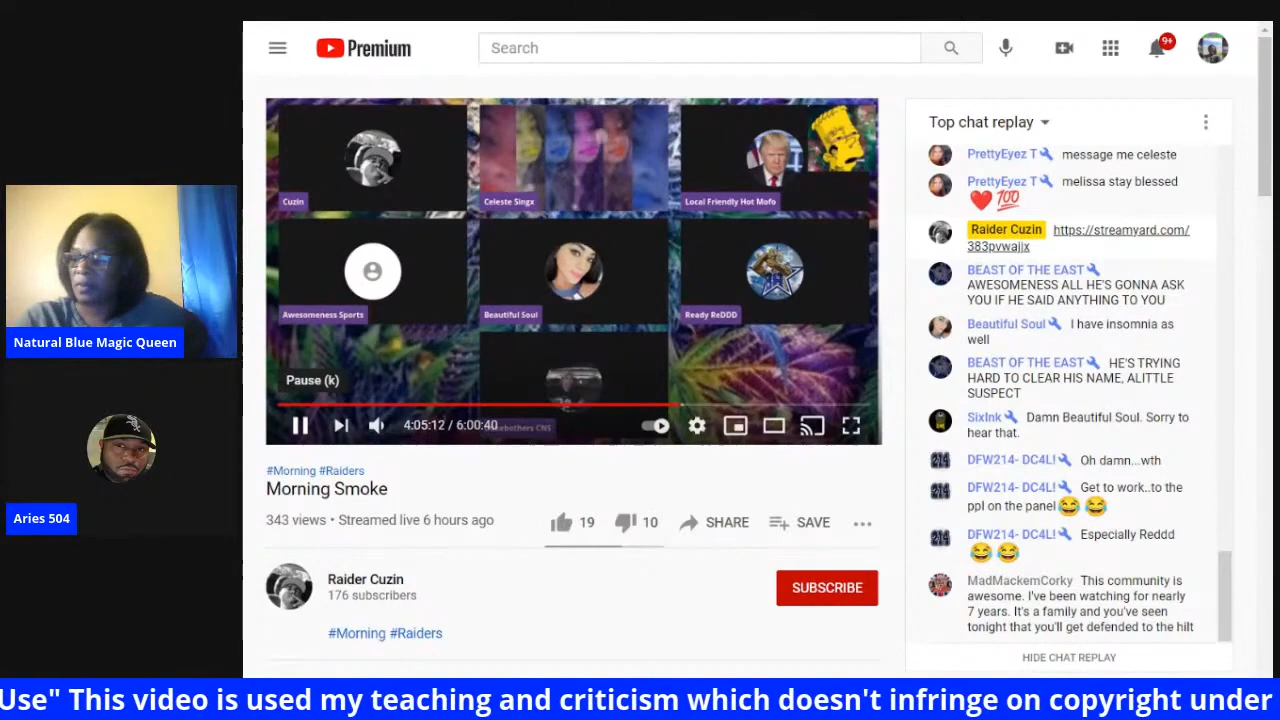 Premium
Search
9+
Cuzin
Celeste Singx
Local Friendly Hot Mofo
Awesomeness Sports
Beautiful Soul
Ready ReDDD
Pause (k)
4:05:12 / 6:00:40
#Morning #Raiders
Morning Smoke
343 views • Streamed live 6 hours ago
19
10
SHARE
SAVE
Raider Cuzin
176 subscribers
SUBSCRIBE
#Morning #Raiders
Top chat replay
PrettyEyez T message me celeste
PrettyEyez T melissa stay blessed
❤️ 💯
Raider Cuzin https://streamyard.com/
383pvwajjx
BEAST OF THE EAST
AWESOMENESS ALL HE'S GONNA ASK
YOU IF HE SAID ANYTHING TO YOU
Beautiful Soul I have insomnia as
well
BEAST OF THE EAST HE'S TRYING
HARD TO CLEAR HIS NAME, ALITTLE
SUSPECT
SixInk Damn Beautiful Soul. Sorry to
hear that.
DFW214- DC4L! Oh damn...wth
DFW214- DC4L! Get to work..to the
ppl on the panel 😂 😂
DFW214- DC4L! Especially Reddd
😂 😂
MadMackemCorky This community is
awesome. I've been watching for nearly
7 years. It's a family and you've seen
tonight that you'll get defended to the hilt
HIDE CHAT REPLAY
Natural Blue Magic Queen
Aries 504
Use" This video is used my teaching and criticism which doesn't infringe on copyright under